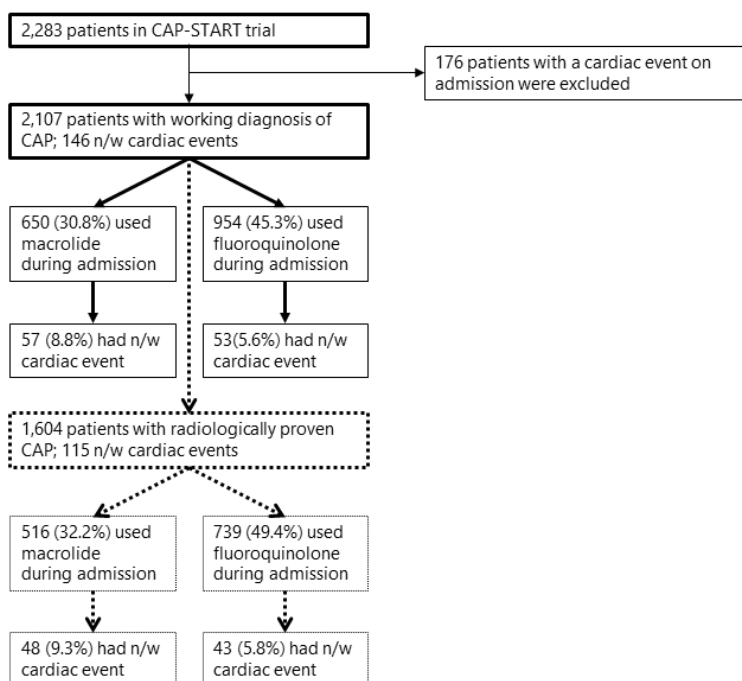 2,283 patients in CAP-START trial
176 patients with a cardiac event on
admission were excluded
2,107 patients with working diagnosis of
CAP; 146 n/w cardiac events
650 (30.8%) used
macrolide
during admission
954 (45.3%) used
fluoroquinolone
during admission
57 (8.8%) had n/w
cardiac event
53(5.6%) had n/w
cardiac event
1,604 patients with radiologically proven
CAP; 115 n/w cardiac events
516 (32.2%) used
macrolide
during admission
739 (49.4%) used
fluoroquinolone
during admission
48 (9.3%) had n/w
cardiac event
43 (5.8%) had n/w
cardiac event